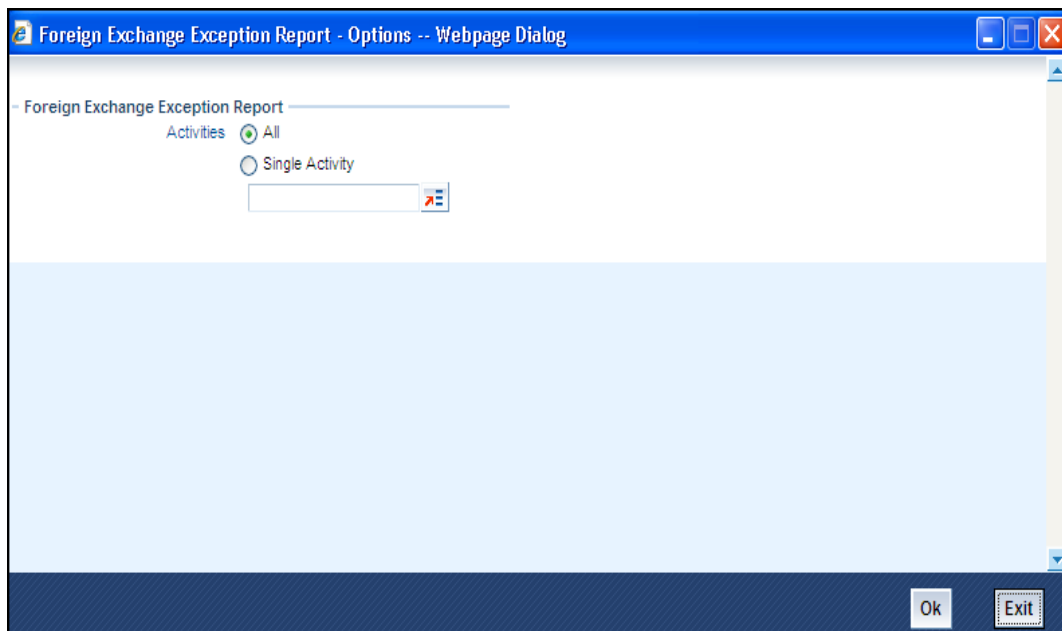 Foreign Exchange Exception Report - Options -- Webpage Dialog
Foreign Exchange Exception Report
Activities All
Single Activity
Ok Exit